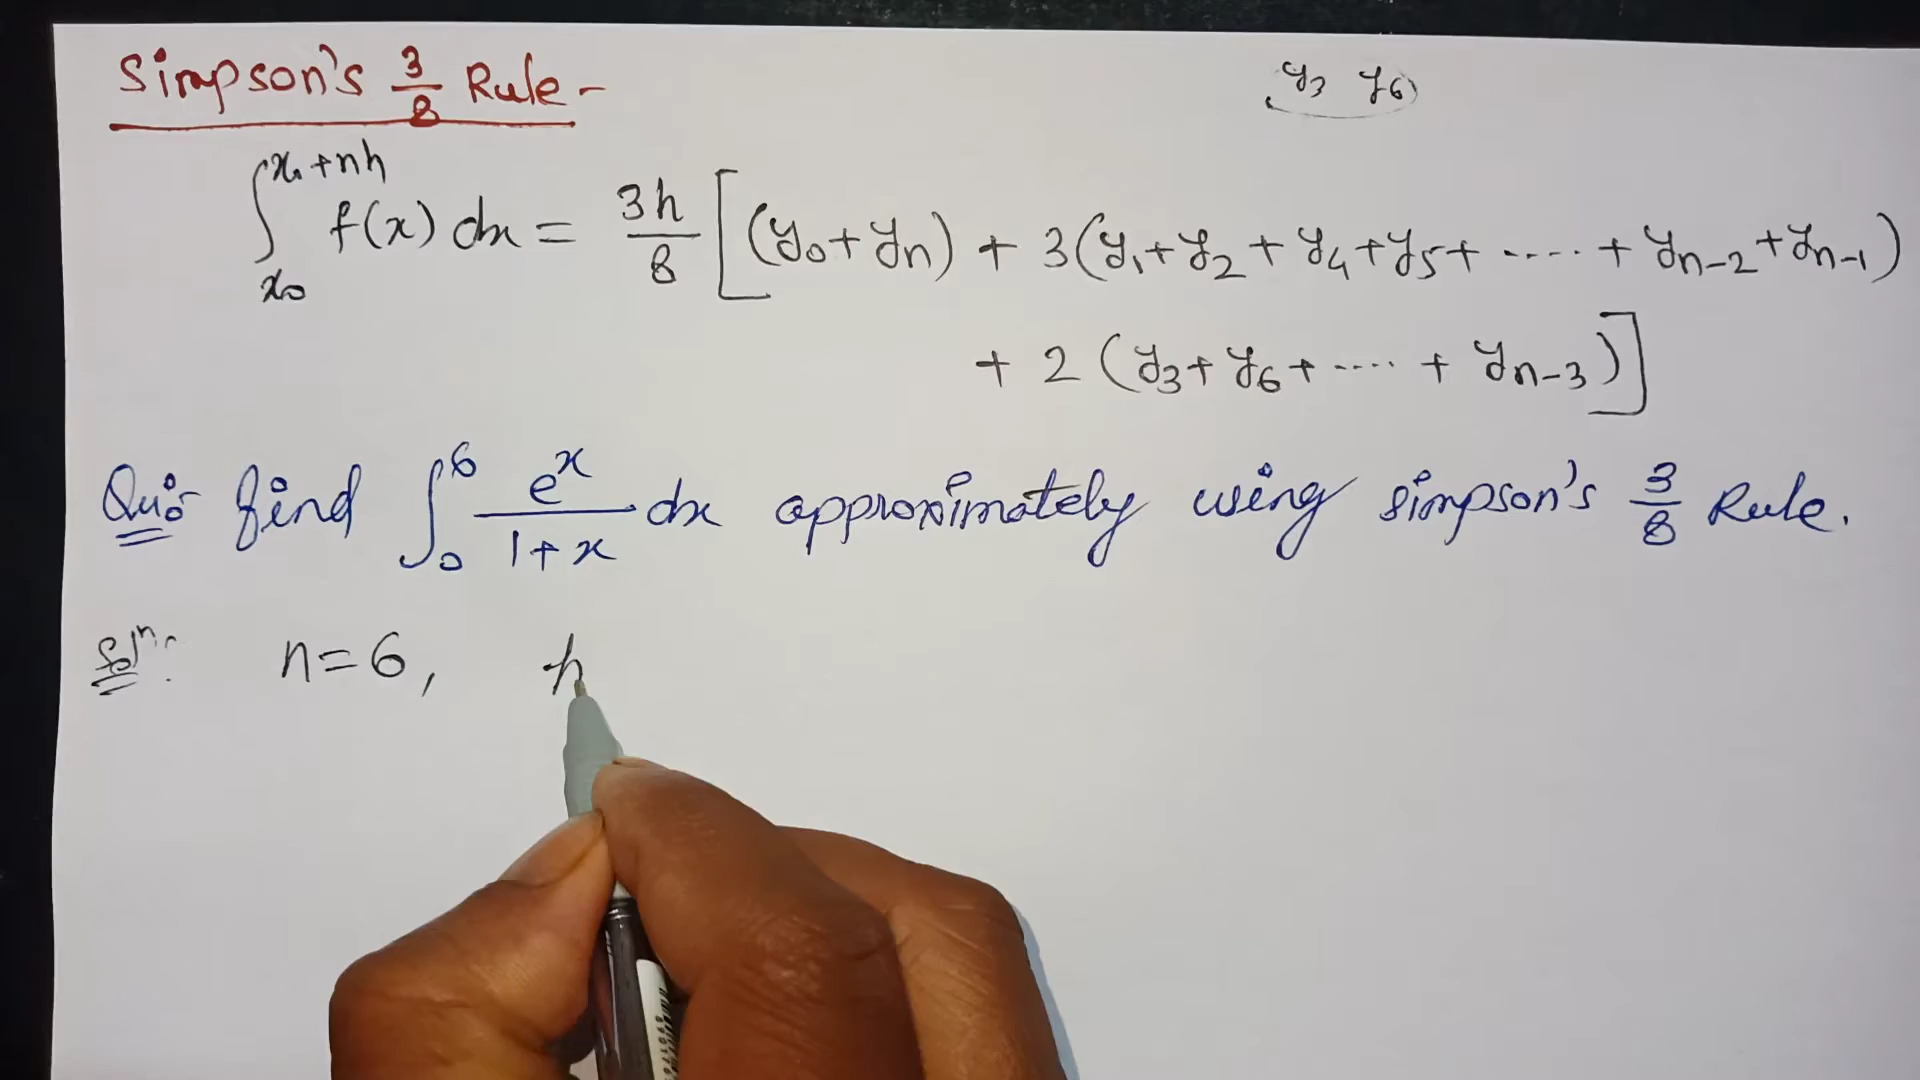 Simpson's 3/8 Rule -
y₃ y₆
∫_{x₀}^{x₀+nh} f(x) dx = 3h/8 [(y₀+yₙ) + 3(y₁+y₂+y₄+y₅+.....+yₙ₋₂+yₙ₋₁)
+ 2 (y₃+y₆+.....+ yₙ₋₃)]
Quo:- find ∫_0^6 e^x/(1+x) dx approximately using simpson's 3/8 Rule.
Solⁿ: n=6, h